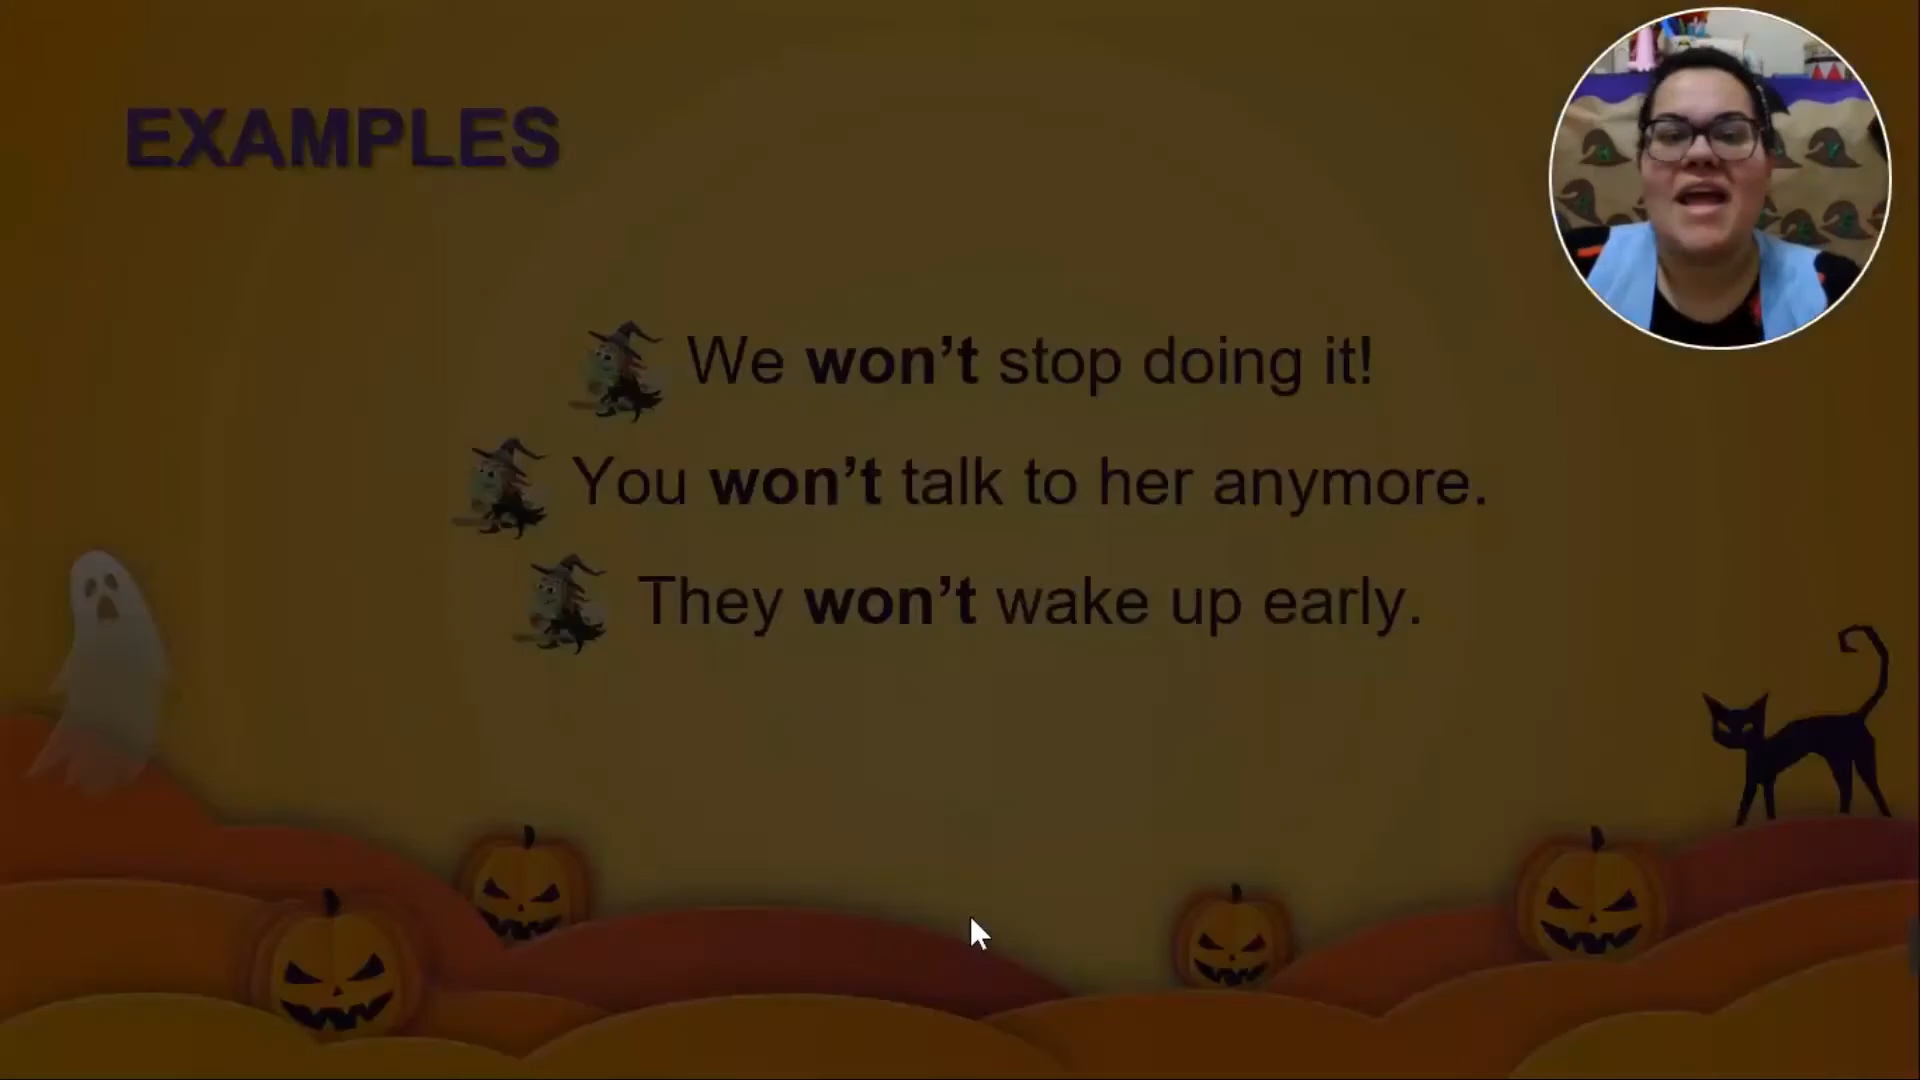 EXAMPLES
We won’t stop doing it!
You won’t talk to her anymore.
They won’t wake up early.